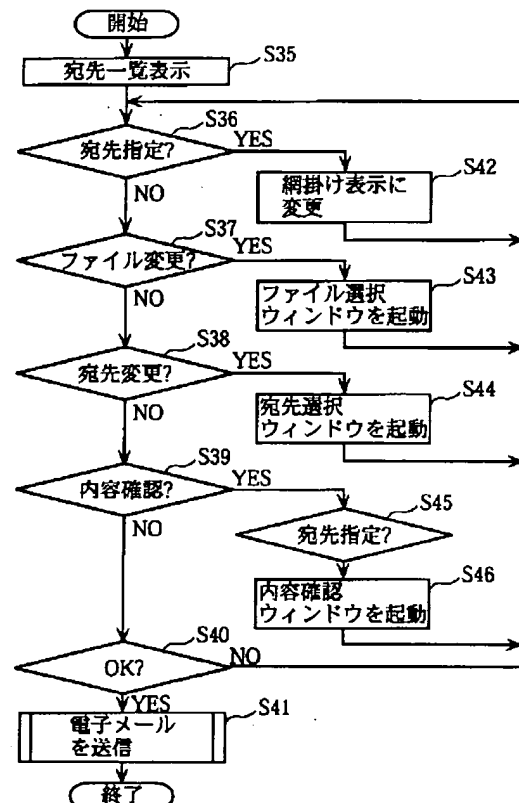 開始
宛先一覧表示
S35
宛先指定?
S36
YES
NO
網掛け表示に
変更
S42
ファイル変更?
S37
YES
NO
ファイル選択
ウィンドウを起動
S43
宛先変更?
S38
YES
NO
宛先選択
ウィンドウを起動
S44
内容確認?
S39
YES
NO
宛先指定?
S45
内容確認
ウィンドウを起動
S46
OK?
S40
NO
YES
電子メール
を送信
S41
終了